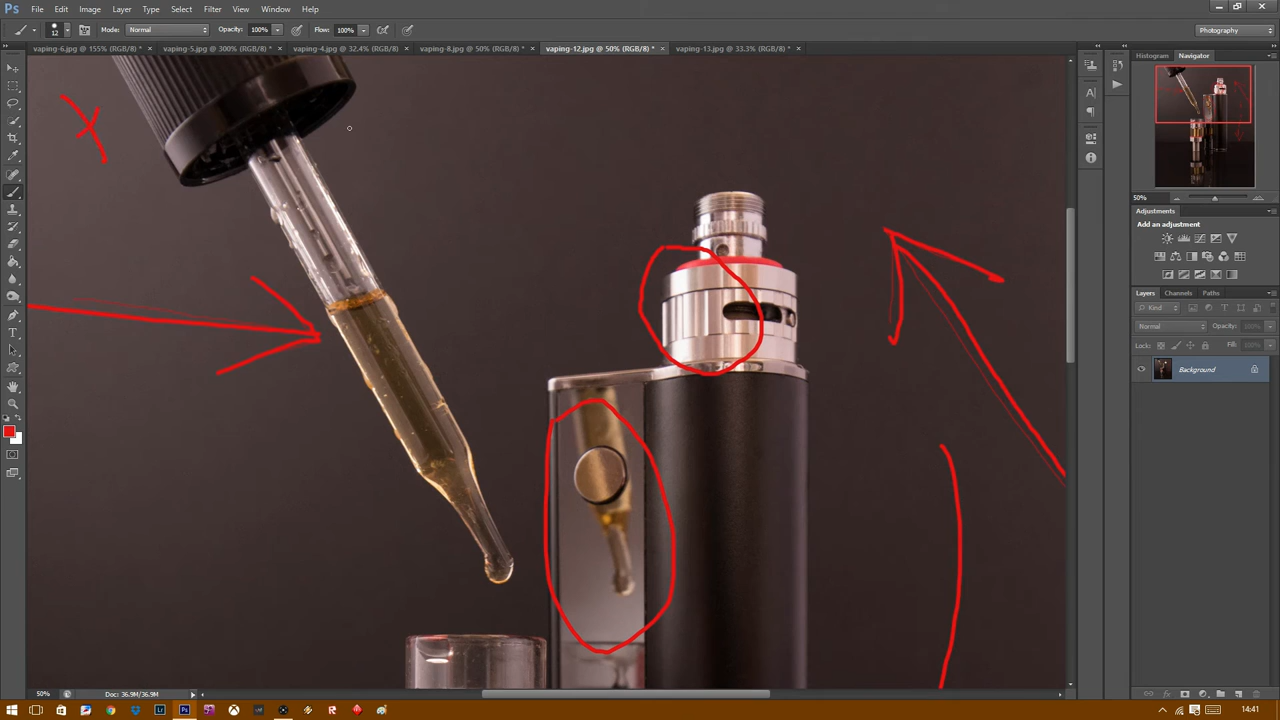 Ps File Edit Image Layer Type Select Filter View Window Help
12 Mode: Normal Opacity: 100% Flow: 100% Photography
vaping-6.jpg @ 155% (RGB/8) * × vaping-5.jpg @ 300% (RGB/8) * × vaping-4.jpg @ 32.4% (RGB/8) × vaping-8.jpg @ 50% (RGB/8) * × vaping-12.jpg @ 50% (RGB/8) * × vaping-13.jpg @ 33.3% (RGB/8) * ×
Histogram Navigator
50%
Adjustments
Add an adjustment
Layers Channels Paths
Kind
Normal Opacity: 100%
Lock: Fill: 100%
Background
50% Doc: 36.9M/36.9M
14:41